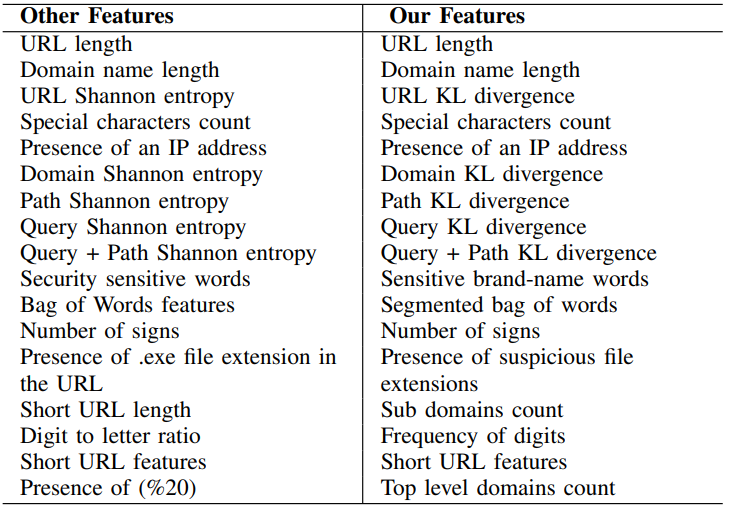 Other Features Our Features
URL length URL length
Domain name length Domain name length
URL Shannon entropy URL KL divergence
Special characters count Special characters count
Presence of an IP address Presence of an IP address
Domain Shannon entropy Domain KL divergence
Path Shannon entropy Path KL divergence
Query Shannon entropy Query KL divergence
Query + Path Shannon entropy Query + Path KL divergence
Security sensitive words Sensitive brand-name words
Bag of Words features Segmented bag of words
Number of signs Number of signs
Presence of .exe file extension in Presence of suspicious file
the URL extensions
Short URL length Sub domains count
Digit to letter ratio Frequency of digits
Short URL features Short URL features
Presence of (%20) Top level domains count